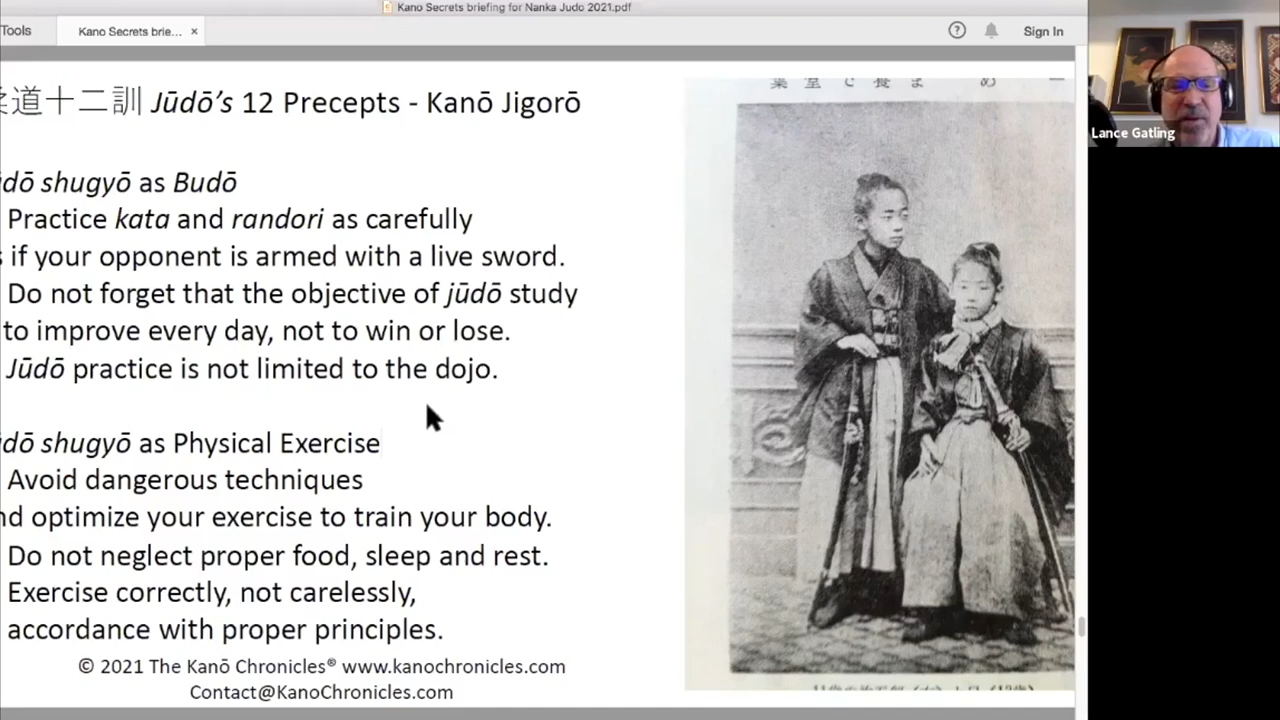 Kano Secrets briefing for Nanka Judo 2021.pdf
Tools
Kano Secrets brie... ×
? Sign In
道十二訓 Jūdō's 12 Precepts - Kanō Jigorō
dō shugyō as Budō
Practice kata and randori as carefully
if your opponent is armed with a live sword.
Do not forget that the objective of jūdō study
to improve every day, not to win or lose.
Jūdō practice is not limited to the dojo.
dō shugyō as Physical Exercise
Avoid dangerous techniques
nd optimize your exercise to train your body.
Do not neglect proper food, sleep and rest.
Exercise correctly, not carelessly,
accordance with proper principles.
© 2021 The Kanō Chronicles® www.kanochronicles.com
Contact@KanoChronicles.com
Lance Gatling